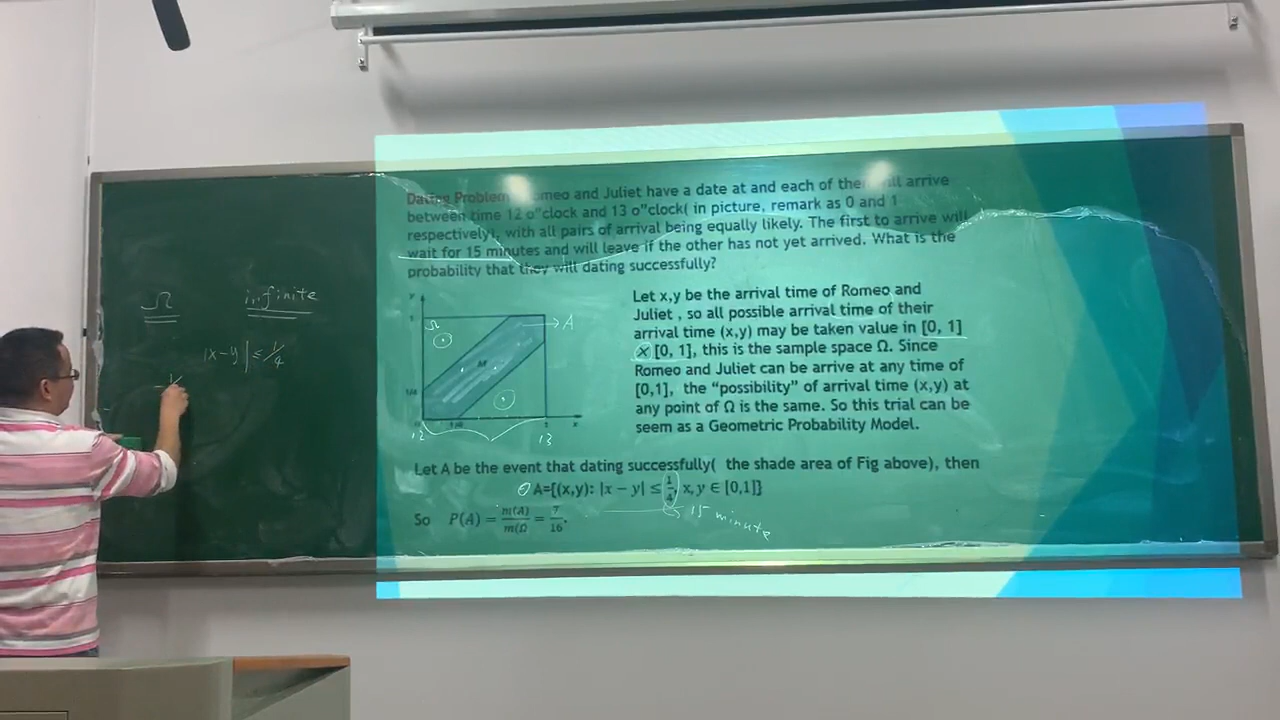 Dating Problem Romeo and Juliet have a date at and each of them will arrive
between time 12 o"clock and 13 o"clock( in picture, remark as 0 and 1
respectively), with all pairs of arrival being equally likely. The first to arrive will
wait for 15 minutes and will leave if the other has not yet arrived. What is the
probability that they will dating successfully?
Ω infinite
|x-y| ≤ 1/4
y
1
Ω
A
M
1/4
0 1/4 1 x
12 13
Let x,y be the arrival time of Romeo and
Juliet , so all possible arrival time of their
arrival time (x,y) may be taken value in [0, 1]
X [0, 1], this is the sample space Ω. Since
Romeo and Juliet can be arrive at any time of
[0,1], the “possibility” of arrival time (x,y) at
any point of Ω is the same. So this trial can be
seem as a Geometric Probability Model.
Let A be the event that dating successfully( the shade area of Fig above), then
A={(x,y): |x − y| ≤ 1/4, x,y ∈ [0,1]}
15 minute
So P(A) = m(A)/m(Ω = 7/16.